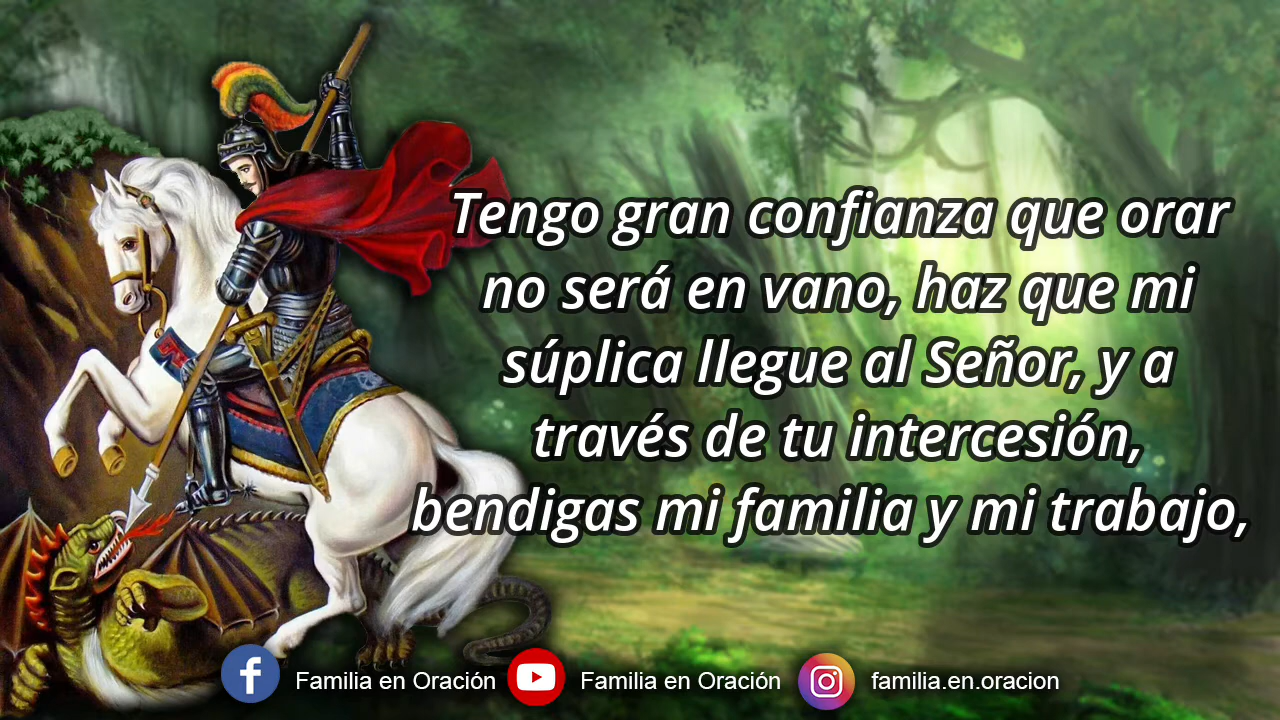 Tengo gran confianza que orar
no será en vano, haz que mi
súplica llegue al Señor, y a
través de tu intercesión,
bendigas mi familia y mi trabajo,
Familia en Oración Familia en Oración familia.en.oracion